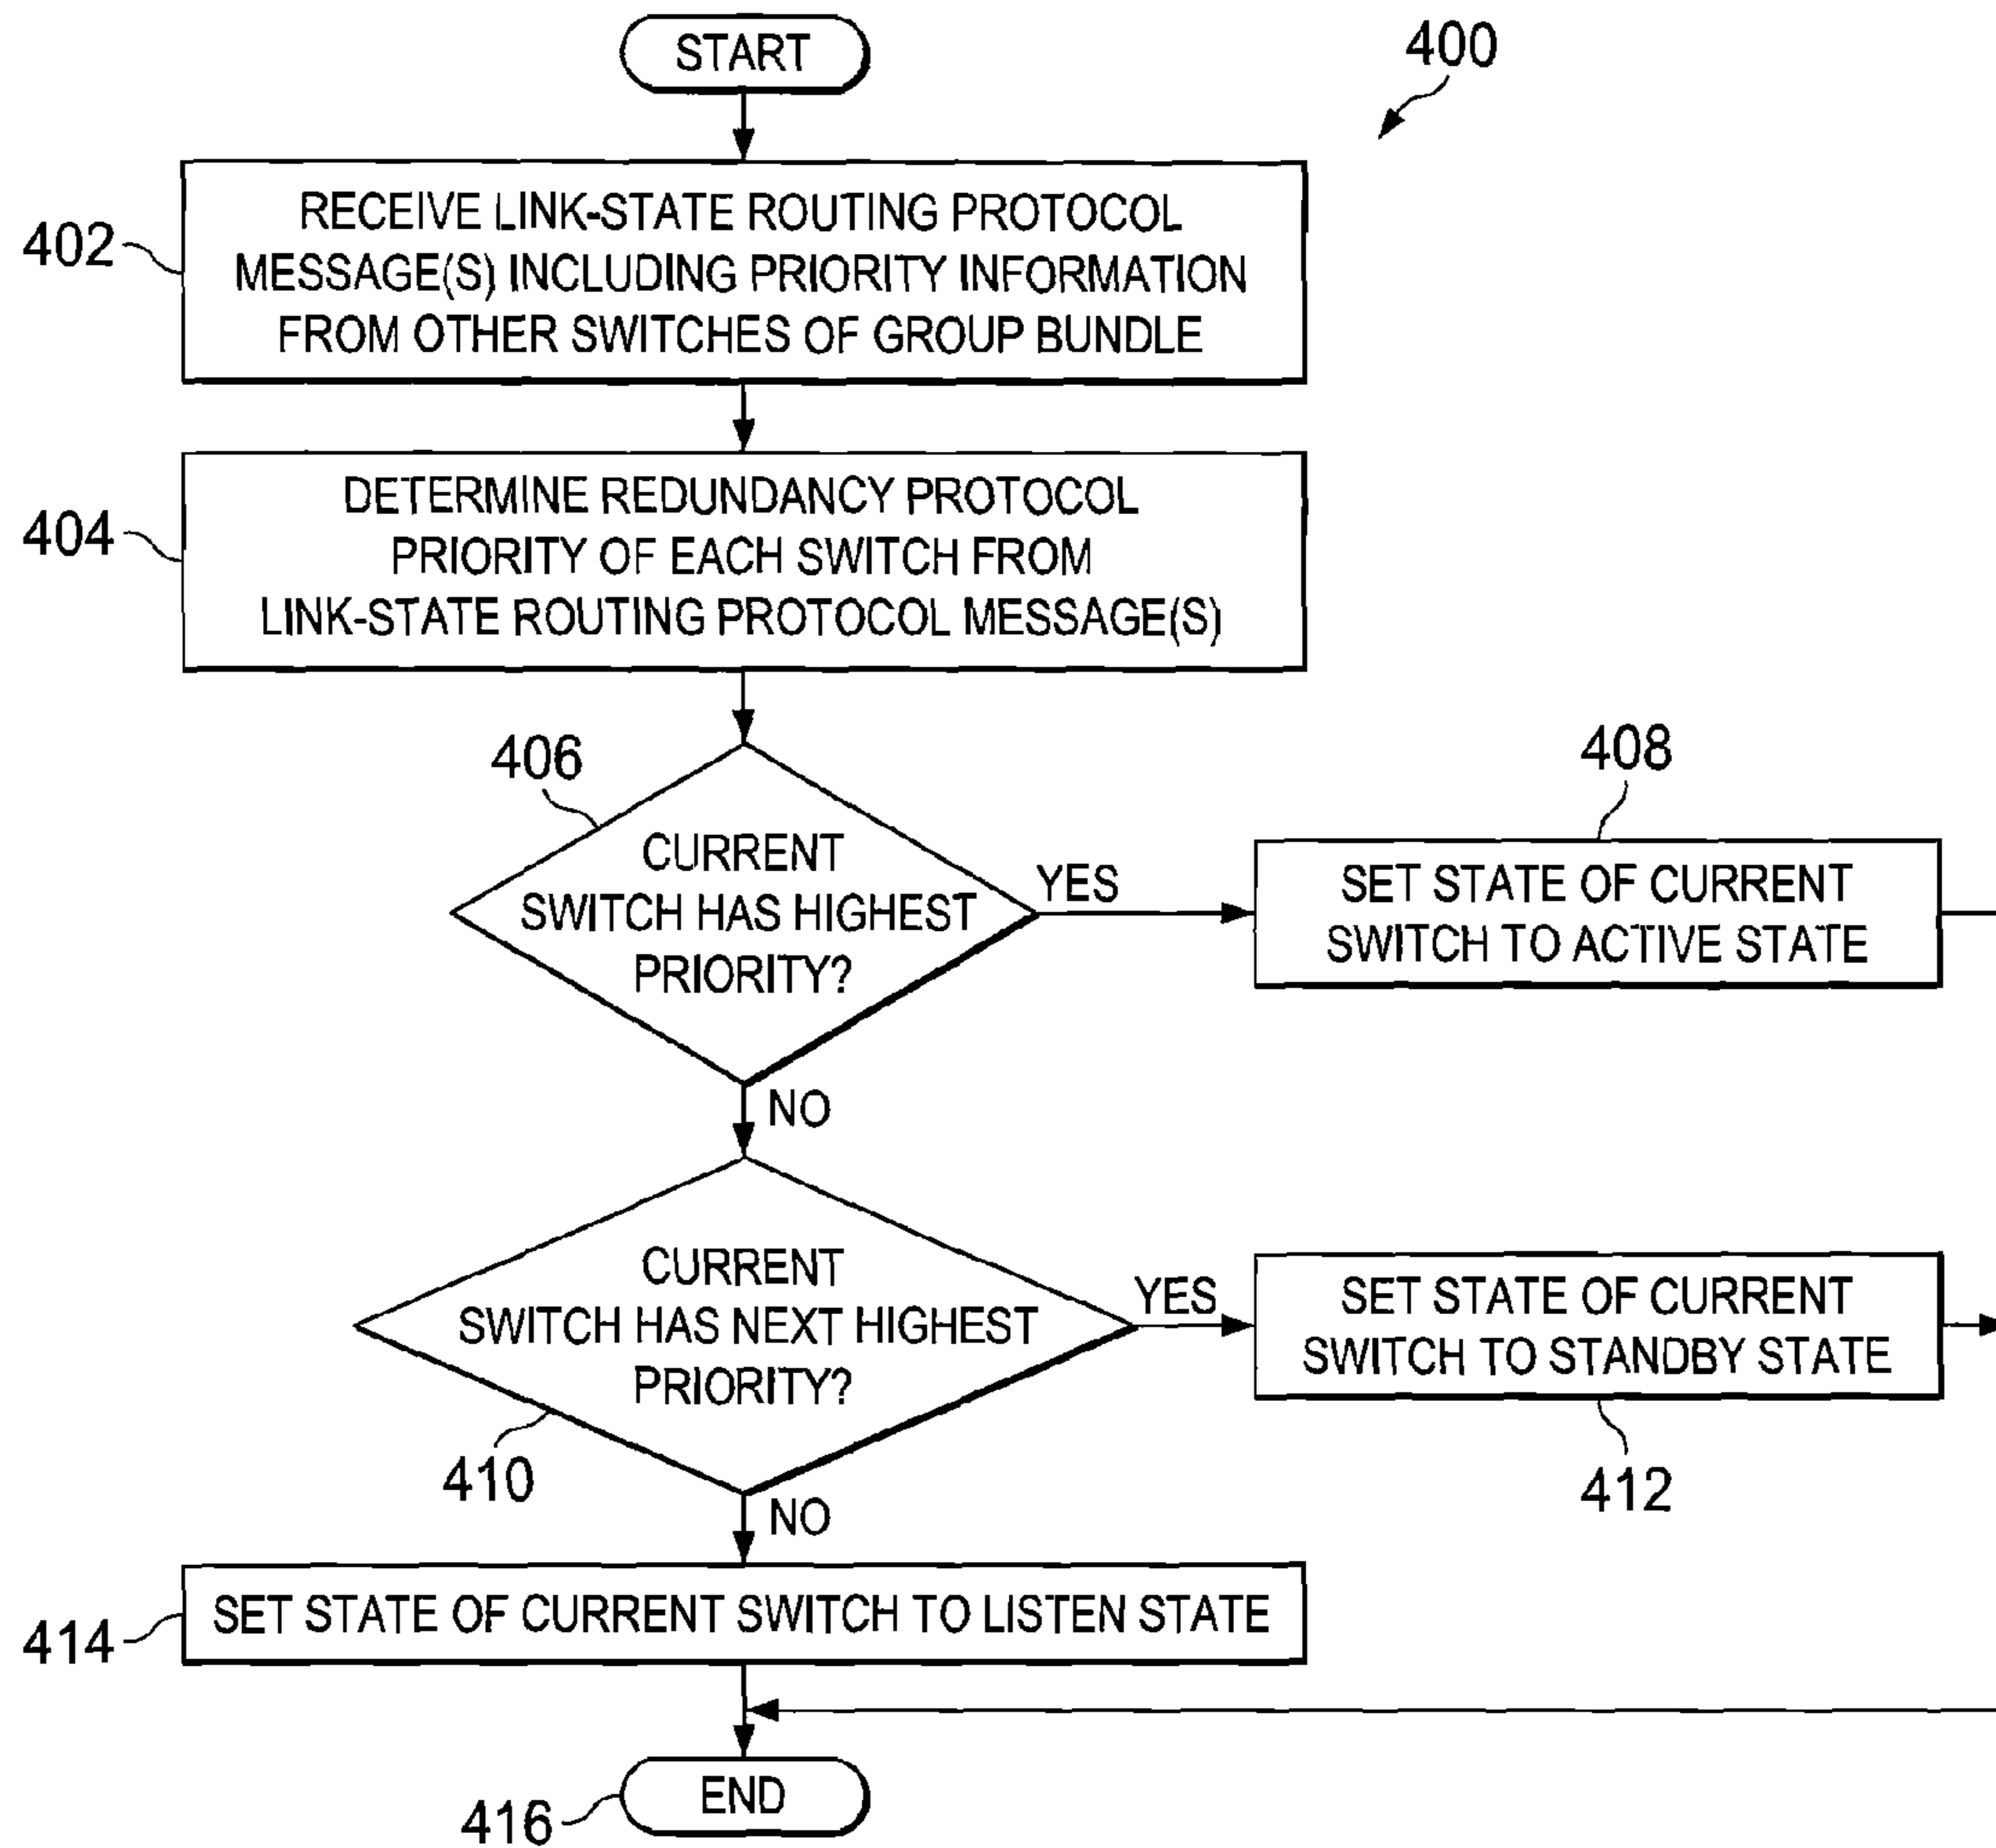 START
400
402
RECEIVE LINK-STATE ROUTING PROTOCOL
MESSAGE(S) INCLUDING PRIORITY INFORMATION
FROM OTHER SWITCHES OF GROUP BUNDLE
404
DETERMINE REDUNDANCY PROTOCOL
PRIORITY OF EACH SWITCH FROM
LINK-STATE ROUTING PROTOCOL MESSAGE(S)
406
CURRENT
SWITCH HAS HIGHEST
PRIORITY?
YES
408
SET STATE OF CURRENT
SWITCH TO ACTIVE STATE
NO
CURRENT
SWITCH HAS NEXT HIGHEST
PRIORITY?
410
YES
SET STATE OF CURRENT
SWITCH TO STANDBY STATE
412
NO
414
SET STATE OF CURRENT SWITCH TO LISTEN STATE
END
416